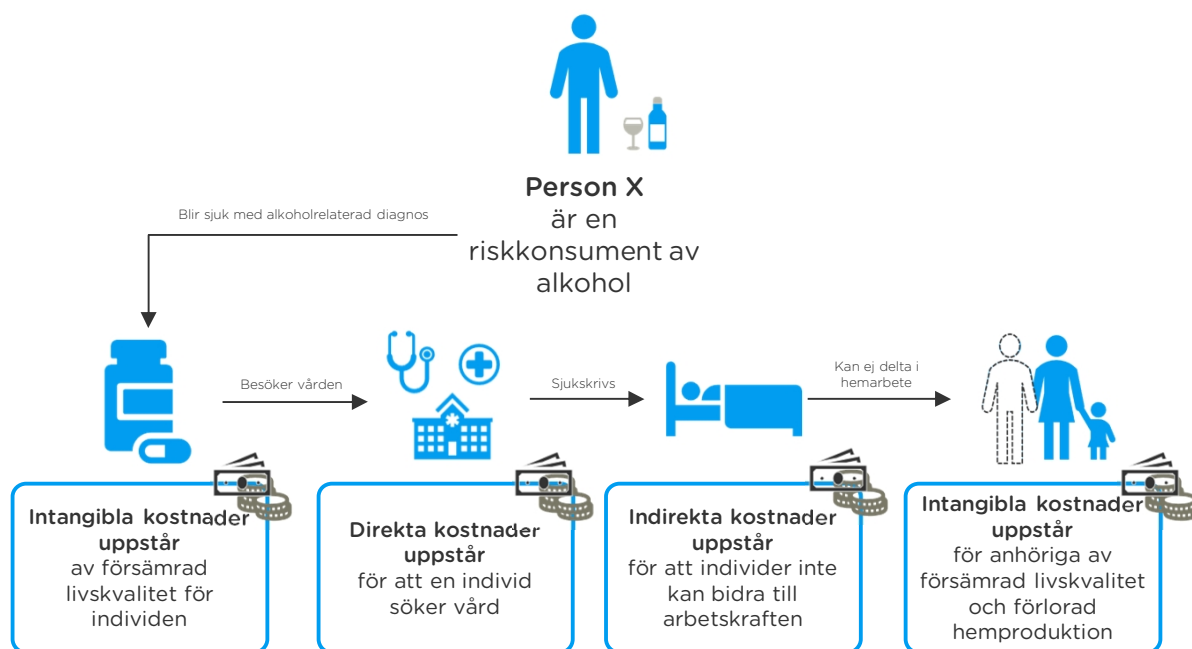 Person X
är en
riskkonsument av
alkohol
Blir sjuk med alkoholrelaterad diagnos
Besöker vården
Sjukskrivs
Kan ej delta i
hemarbete
Intangibla kostnader
uppstår
av försämrad
livskvalitet för
individen
Direkta kostnader
uppstår
för att en individ
söker vård
Indirekta kostnader
uppstår
för att individer inte
kan bidra till
arbetskraften
Intangibla kostnader
uppstår
för anhöriga av
försämrad livskvalitet
och förlorad
hemproduktion